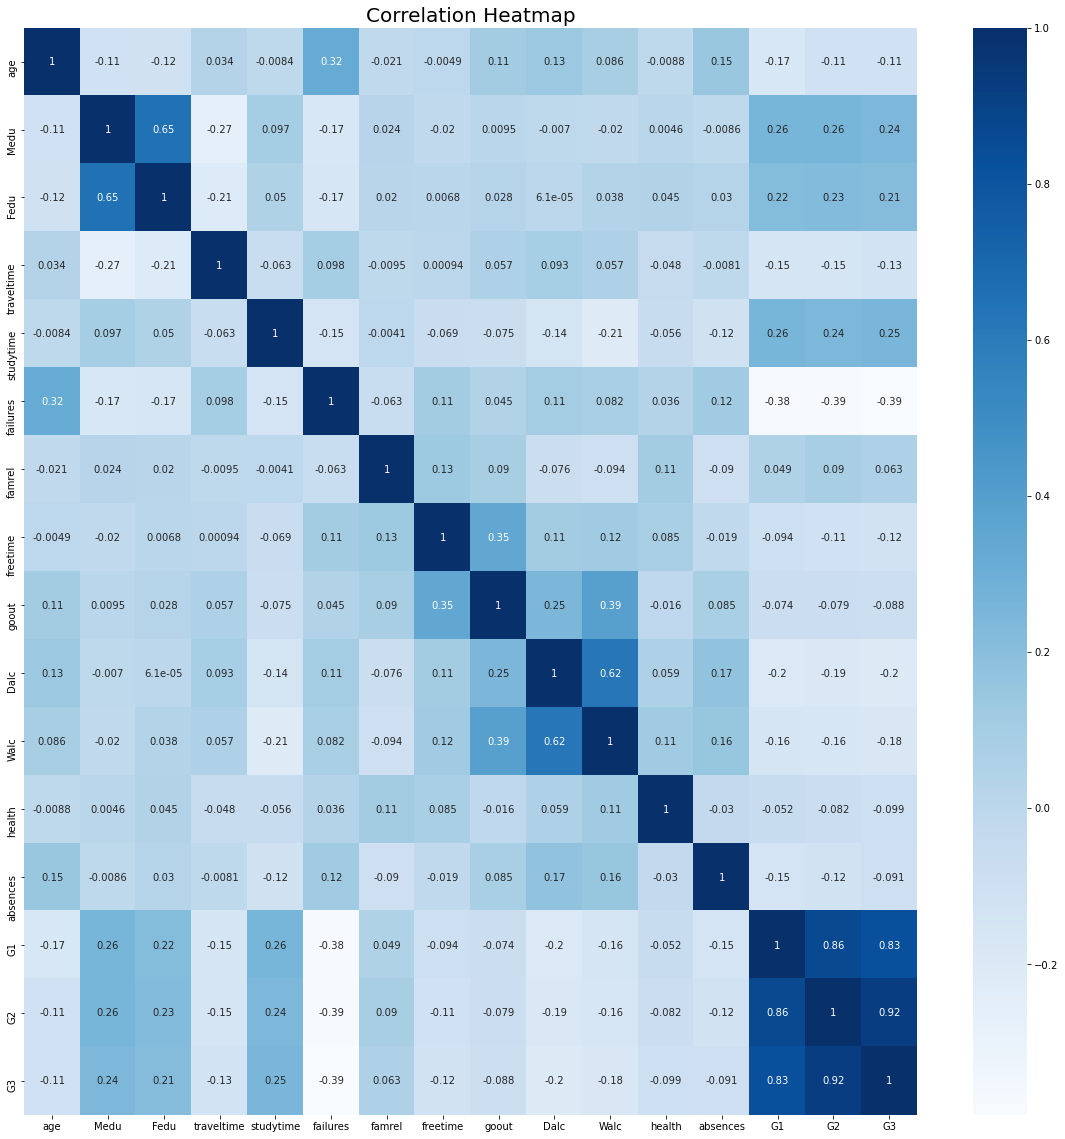 Correlation Heatmap
age 1 -0.11 -0.12 0.034 -0.0084 0.32 -0.021 -0.0049 0.11 0.13 0.086 -0.0088 0.15 -0.17 -0.11 -0.11
Medu -0.11 1 0.65 -0.27 0.097 -0.17 0.024 -0.02 0.0095 -0.007 -0.02 0.0046 -0.0086 0.26 0.26 0.24
Fedu -0.12 0.65 1 -0.21 0.05 -0.17 0.02 0.0068 0.028 6.1e-05 0.038 0.045 0.03 0.22 0.23 0.21
traveltime 0.034 -0.27 -0.21 1 -0.063 0.098 -0.0095 0.00094 0.057 0.093 0.057 -0.048 -0.0081 -0.15 -0.15 -0.13
studytime -0.0084 0.097 0.05 -0.063 1 -0.15 -0.0041 -0.069 -0.075 -0.14 -0.21 -0.056 -0.12 0.26 0.24 0.25
failures 0.32 -0.17 -0.17 0.098 -0.15 1 -0.063 0.11 0.045 0.11 0.082 0.036 0.12 -0.38 -0.39 -0.39
famrel -0.021 0.024 0.02 -0.0095 -0.0041 -0.063 1 0.13 0.09 -0.076 -0.094 0.11 -0.09 0.049 0.09 0.063
freetime -0.0049 -0.02 0.0068 0.00094 -0.069 0.11 0.13 1 0.35 0.11 0.12 0.085 -0.019 -0.094 -0.11 -0.12
goout 0.11 0.0095 0.028 0.057 -0.075 0.045 0.09 0.35 1 0.25 0.39 -0.016 0.085 -0.074 -0.079 -0.088
Dalc 0.13 -0.007 6.1e-05 0.093 -0.14 0.11 -0.076 0.11 0.25 1 0.62 0.059 0.17 -0.2 -0.19 -0.2
Walc 0.086 -0.02 0.038 0.057 -0.21 0.082 -0.094 0.12 0.39 0.62 1 0.11 0.16 -0.16 -0.16 -0.18
health -0.0088 0.0046 0.045 -0.048 -0.056 0.036 0.11 0.085 -0.016 0.059 0.11 1 -0.03 -0.052 -0.082 -0.099
absences 0.15 -0.0086 0.03 -0.0081 -0.12 0.12 -0.09 -0.019 0.085 0.17 0.16 -0.03 1 -0.15 -0.12 -0.091
G1 -0.17 0.26 0.22 -0.15 0.26 -0.38 0.049 -0.094 -0.074 -0.2 -0.16 -0.052 -0.15 1 0.86 0.83
G2 -0.11 0.26 0.23 -0.15 0.24 -0.39 0.09 -0.11 -0.079 -0.19 -0.16 -0.082 -0.12 0.86 1 0.92
G3 -0.11 0.24 0.21 -0.13 0.25 -0.39 0.063 -0.12 -0.088 -0.2 -0.18 -0.099 -0.091 0.83 0.92 1
age Medu Fedu traveltime studytime failures famrel freetime goout Dalc Walc health absences G1 G2 G3
1.0
0.8
0.6
0.4
0.2
0.0
−0.2